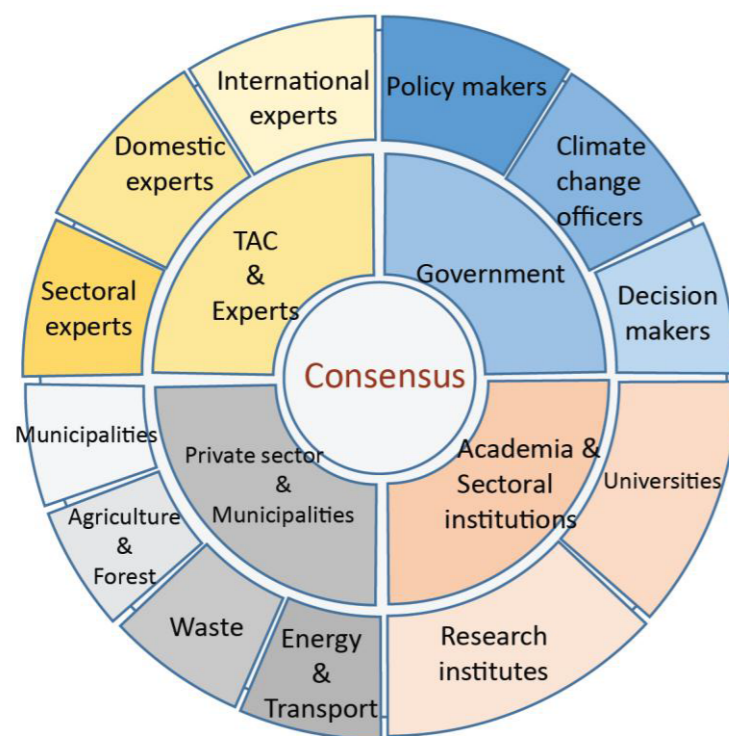 International
experts
Policy makers
Domestic
experts
Climate
change
officers
TAC
&
Experts
Government
Sectoral
experts
Decision
makers
Consensus
Municipalities
Private sector
&
Municipalities
Academia &
Sectoral
institutions
Universities
Agriculture
&
Forest
Waste
Energy
&
Transport
Research
institutes